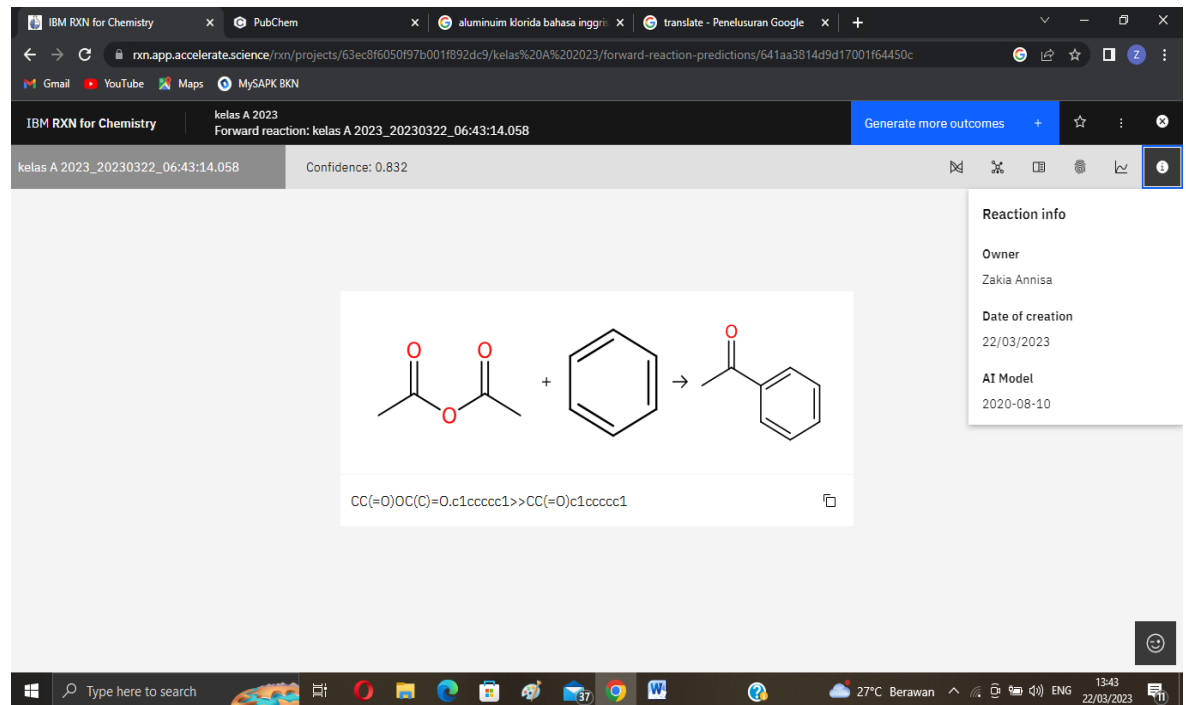 IBM RXN for Chemistry
PubChem
aluminuim klorida bahasa inggris
translate - Penelusuran Google
rxn.app.accelerate.science/rxn/projects/63ec8f6050f97b001f892dc9/kelas%20A%202023/forward-reaction-predictions/641aa3814d9d17001f64450c
Z
Gmail YouTube Maps MySAPK BKN
IBM RXN for Chemistry
kelas A 2023
Forward reaction: kelas A 2023_20230322_06:43:14.058
Generate more outcomes +
kelas A 2023_20230322_06:43:14.058
Confidence: 0.832
Reaction info
Owner
Zakia Annisa
Date of creation
22/03/2023
AI Model
2020-08-10
O O O + → O
CC(=O)OC(C)=O.c1ccccc1>>CC(=O)c1ccccc1
Type here to search
37
27°C Berawan
ENG
13:43
22/03/2023
11